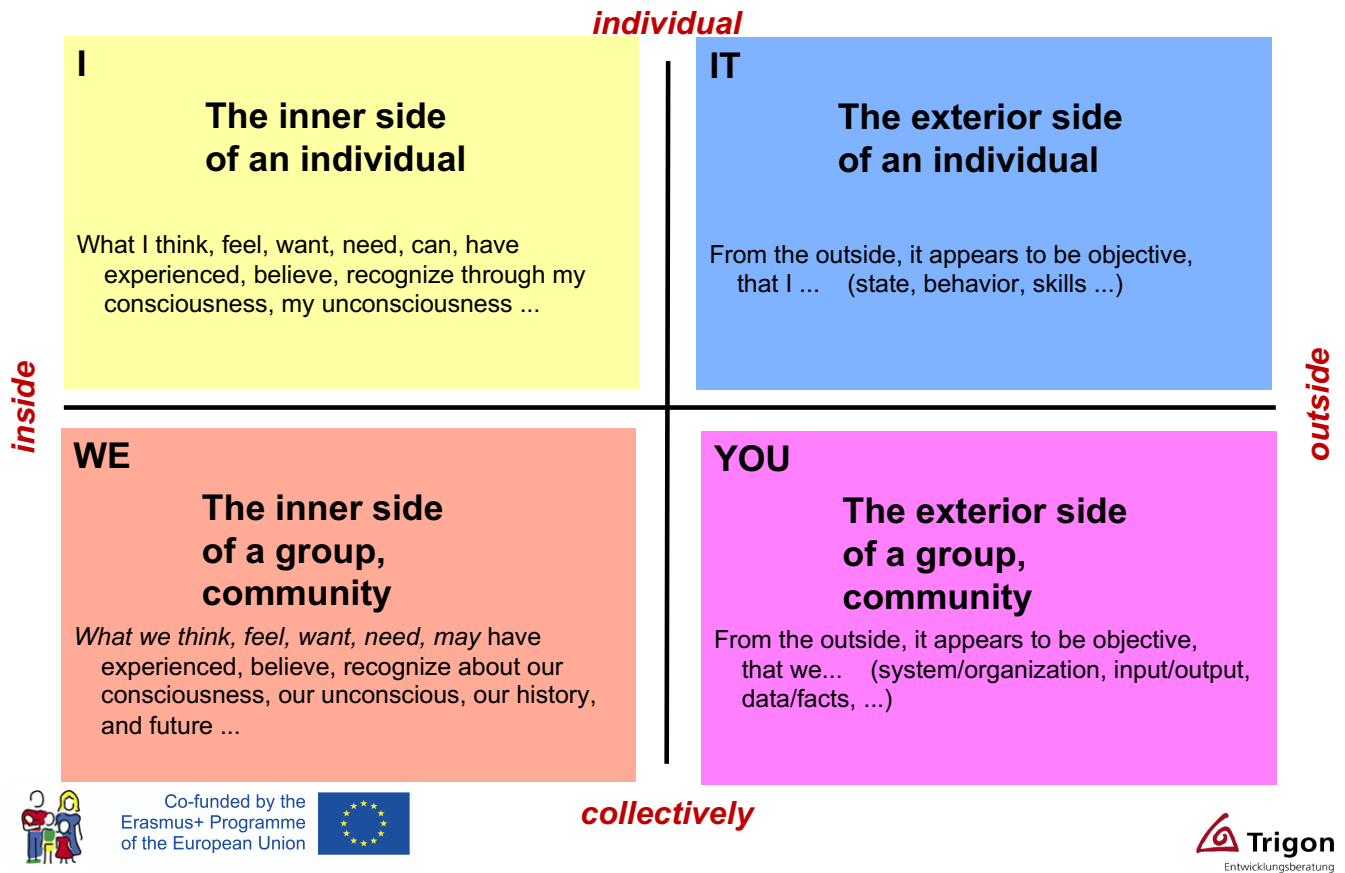 individual
I
The inner side
of an individual
What I think, feel, want, need, can, have
experienced, believe, recognize through my
consciousness, my unconsciousness ...
IT
The exterior side
of an individual
From the outside, it appears to be objective,
that I ... (state, behavior, skills ...)
inside
outside
WE
The inner side
of a group,
community
What we think, feel, want, need, may have
experienced, believe, recognize about our
consciousness, our unconscious, our history,
and future ...
YOU
The exterior side
of a group,
community
From the outside, it appears to be objective,
that we... (system/organization, input/output,
data/facts, ...)
collectively
Co-funded by the
Erasmus+ Programme
of the European Union
Trigon
Entwicklungsberatung